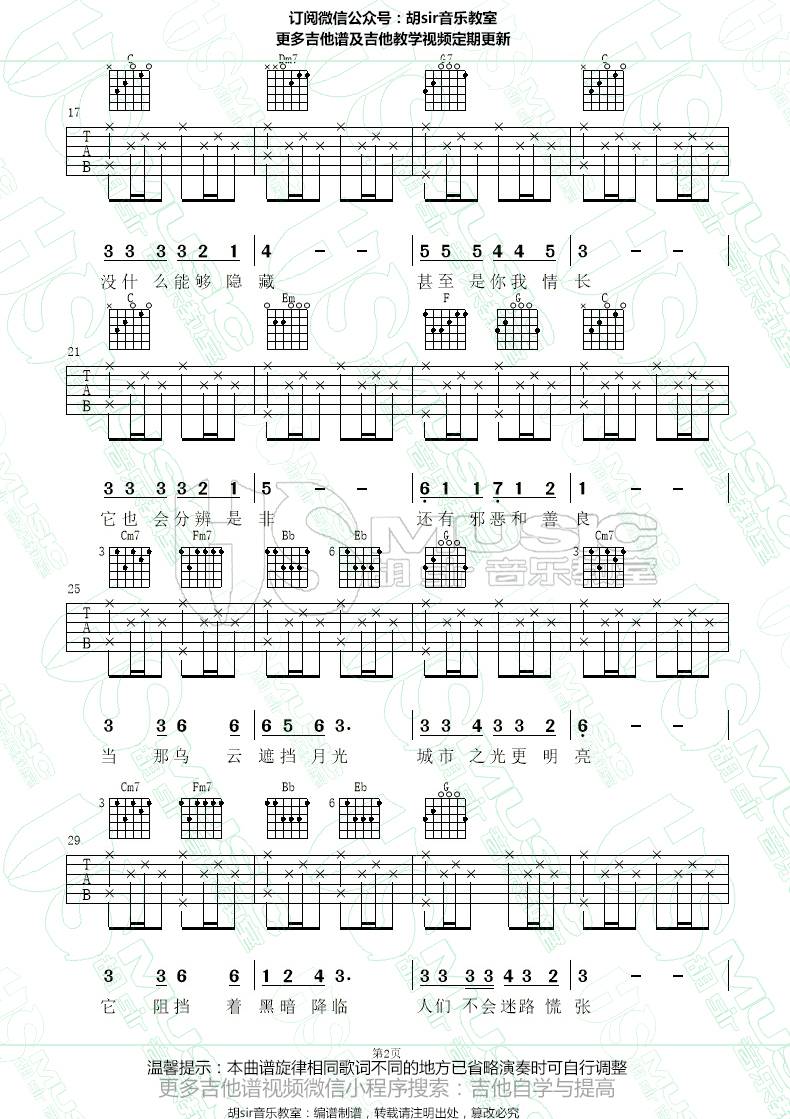 订阅微信公众号：胡sir音乐教室
更多吉他谱及吉他教学视频定期更新
C Dm7 G7 C
17
T
A
B
3 3 3 3 2 1 | 4 - - | 5 5 5 4 4 5 | 3 - - |
没什么能够隐藏 甚至是你我情长
C Em F G C
21
T
A
B
3 3 3 3 2 1 | 5 - - | 6 1 1 7 1 2 | 1 - - |
它也会分辨是非 还有邪恶和善良
Cm7 Fm7 Bb Eb G Cm7
3 6 3
25
T
A
B
3 3 6 6 | 6 5 6 3. | 3 3 4 3 3 2 | 6 - - |
当那乌云遮挡月光 城市之光更明亮
Cm7 Fm7 Bb Eb G
3 6
29
T
A
B
3 3 6 6 | 1 2 4 3. | 3 3 3 3 4 3 2 | 3 - - |
它阻挡着黑暗降临 人们不会迷路慌张
第2页
温馨提示：本曲谱旋律相同歌词不同的地方已省略演奏时可自行调整
更多吉他谱视频微信小程序搜索：吉他自学与提高
胡sir音乐教室：编谱制谱，转载请注明出处，篡改必究
HS MUSIC
胡sir音乐教室